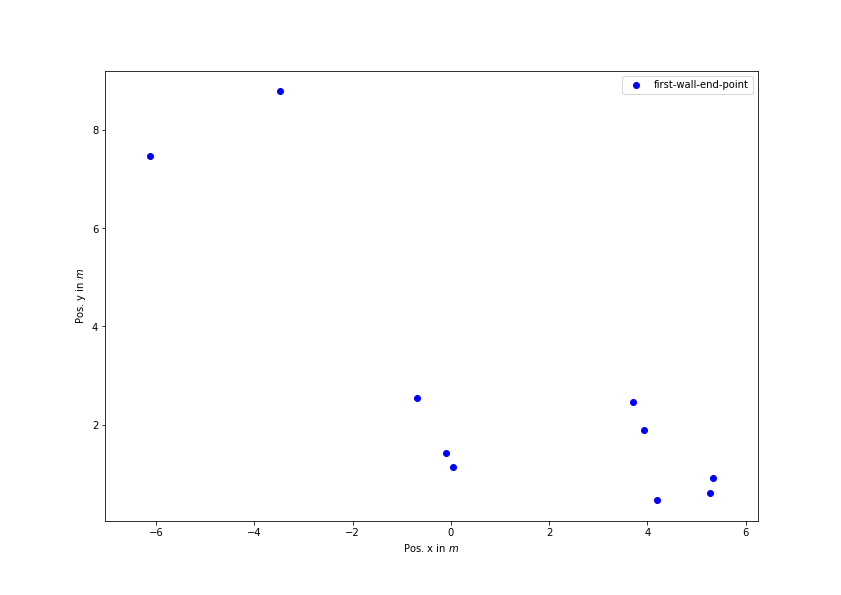 first-wall-end-point
8
6
4
2
Pos. y in m
−6 −4 −2 0 2 4 6
Pos. x in m